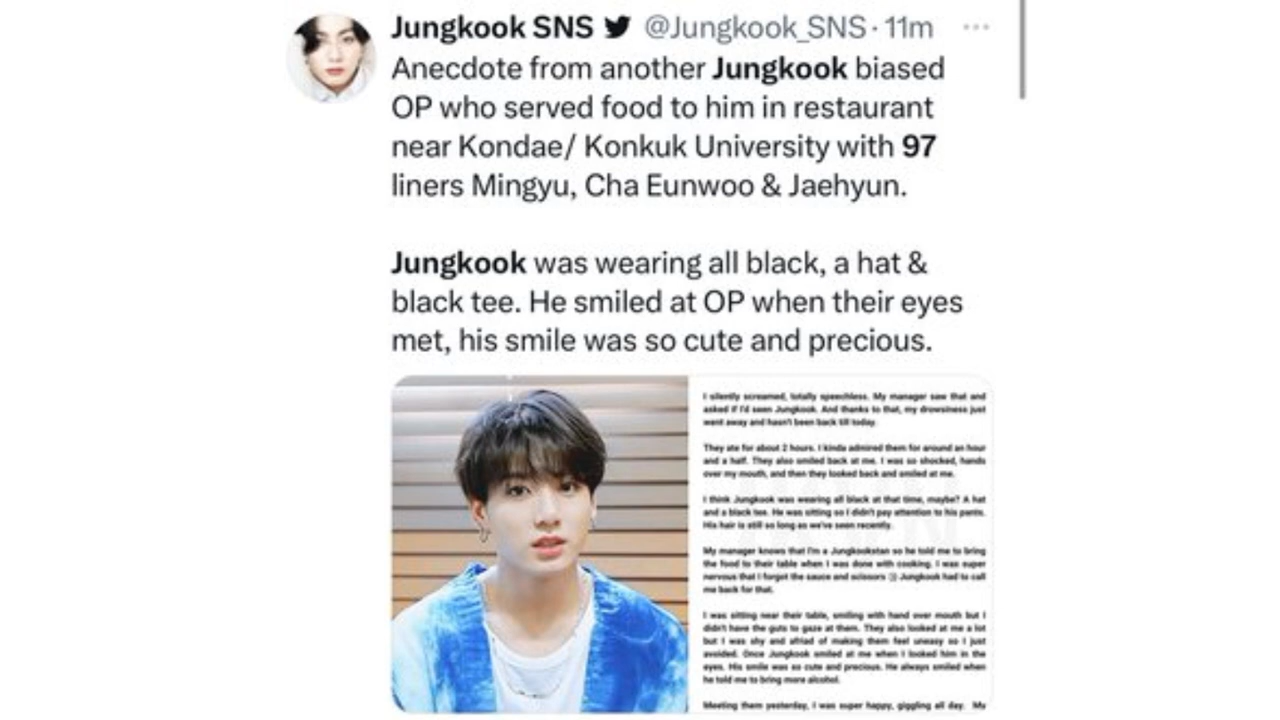 Jungkook SNS @Jungkook_SNS · 11m
Anecdote from another Jungkook biased
OP who served food to him in restaurant
near Kondae/ Konkuk University with 97
liners Mingyu, Cha Eunwoo & Jaehyun.
Jungkook was wearing all black, a hat &
black tee. He smiled at OP when their eyes
met, his smile was so cute and precious.
I silently screamed, totally speechless. My manager saw that and
asked if I'd seen Jungkook. And thanks to that, my drowsiness just
went away and hasn't been back till today.
They ate for about 2 hours. I kinda admired them for around an hour
and a half. They also smiled back at me. I was so shocked, hands
over my mouth, and then they looked back and smiled at me.
I think Jungkook was wearing all black at that time, maybe? A hat
and a black tee. He was sitting so I didn't pay attention to his pants.
His hair is still so long as we've seen recently.
My manager knows that I'm a Jungkookstan so he told me to bring
the food to their table when I was done with cooking. I was super
nervous that I forgot the sauce and scissors Jungkook had to call
me back for that.
I was sitting near their table, smiling with hand over mouth but I
didn't have the guts to gaze at them. They also looked at me a lot
but I was shy and afriad of making them feel uneasy so I just
avoided. Once Jungkook smiled at me when I looked him in the
eyes. His smile was so cute and precious. He always smiled when
he told me to bring more alcohol.
Meeting them yesterday, I was super happy, giggling all day. My